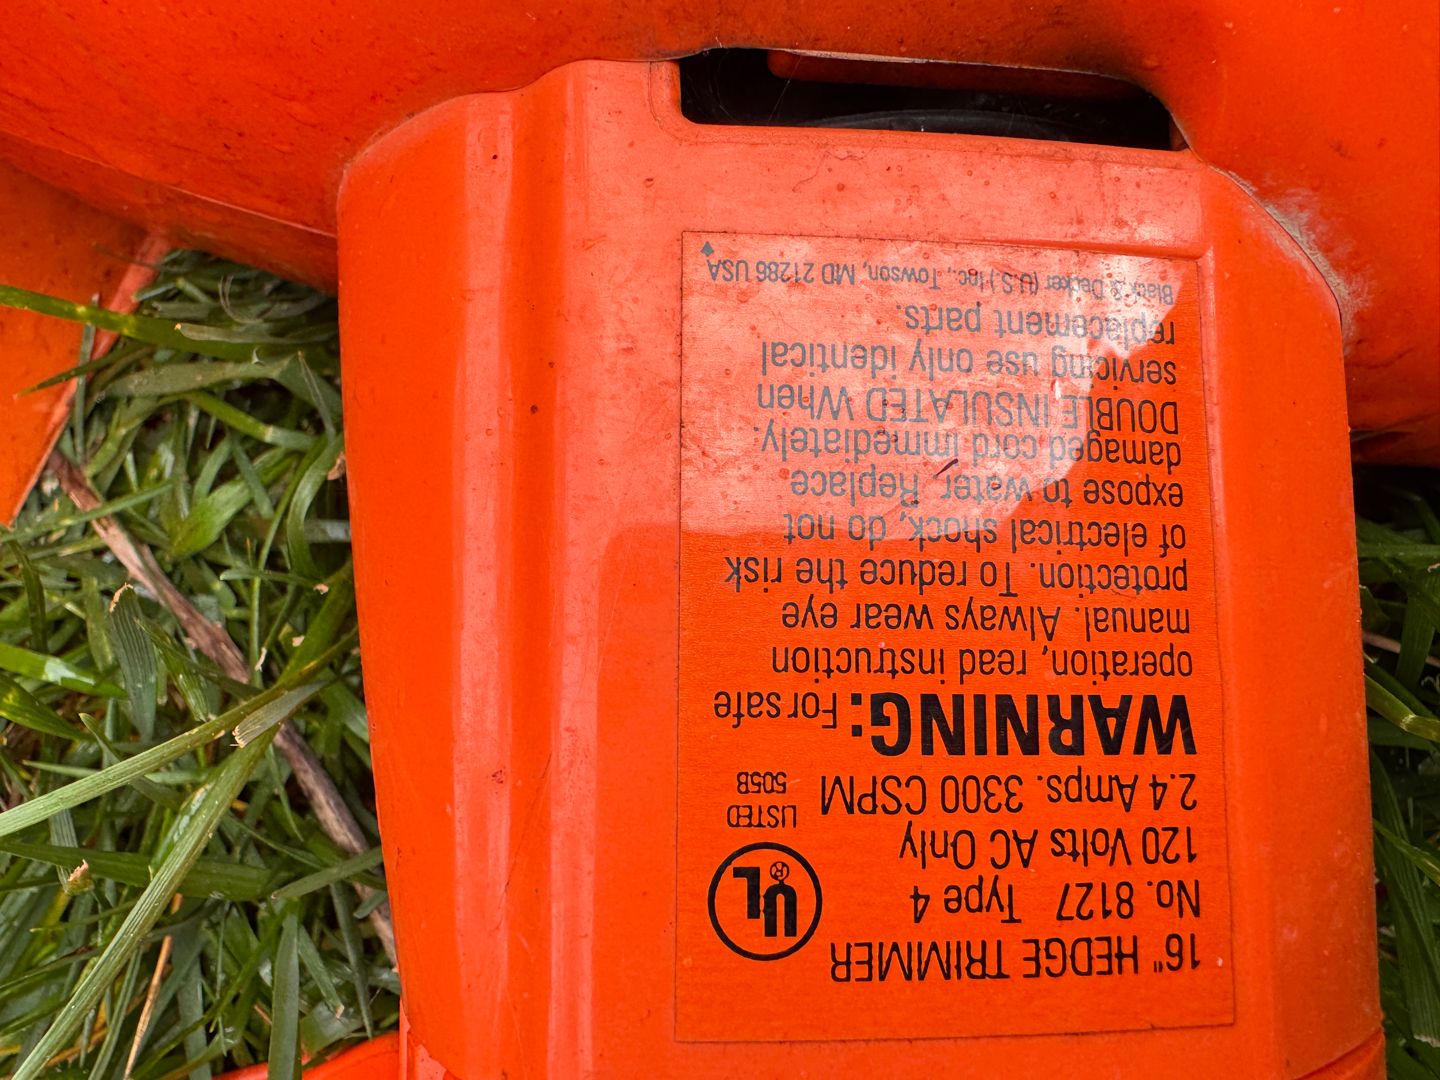 16" HEDGE TRIMMER
No. 8127 Type 4
120 Volts AC Only
2.4 Amps. 3300 CSPM
UL ®
LISTED
505B
WARNING: For safe
operation, read instruction
manual. Always wear eye
protection. To reduce the risk
of electrical shock, do not
expose to water, Replace
damaged cord immediately.
DOUBLE INSULATED When
servicing use only identical
replacement parts.
Black & Decker (U.S.) Inc., Towson, MD 21286 USA